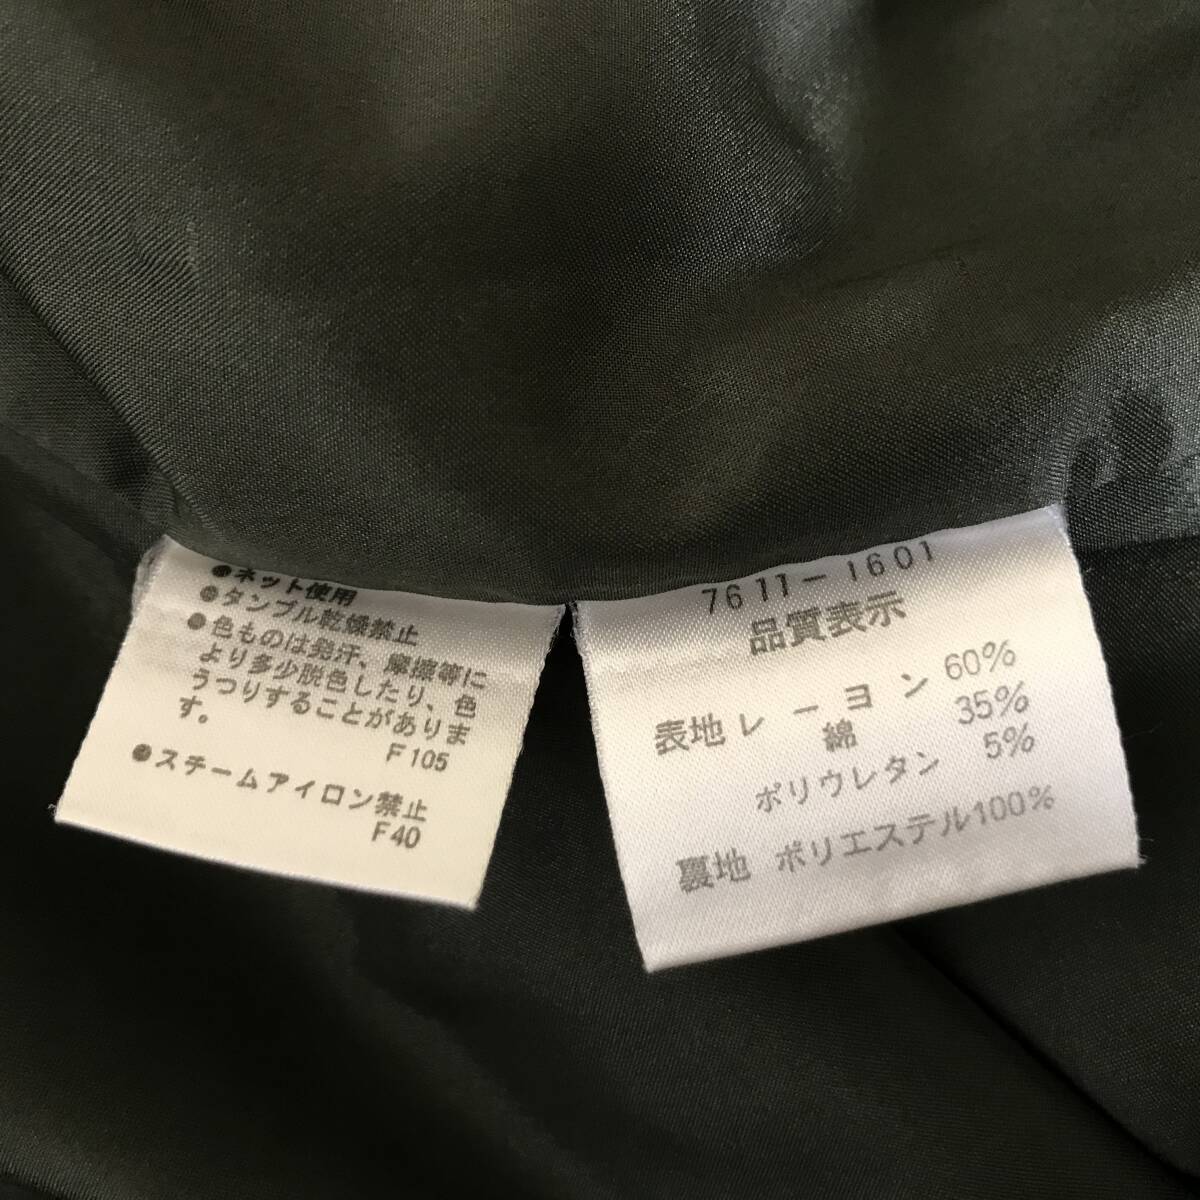 ●ネット使用
●タンブル乾燥禁止
●色ものは発汗、摩擦等に
より多少脱色したり、色
うつりすることがありま
す。
F105
●スチームアイロン禁止
F40
7611-1601
品質表示
表地 レーヨン 60%
綿 35%
ポリウレタン 5%
裏地 ポリエステル100%